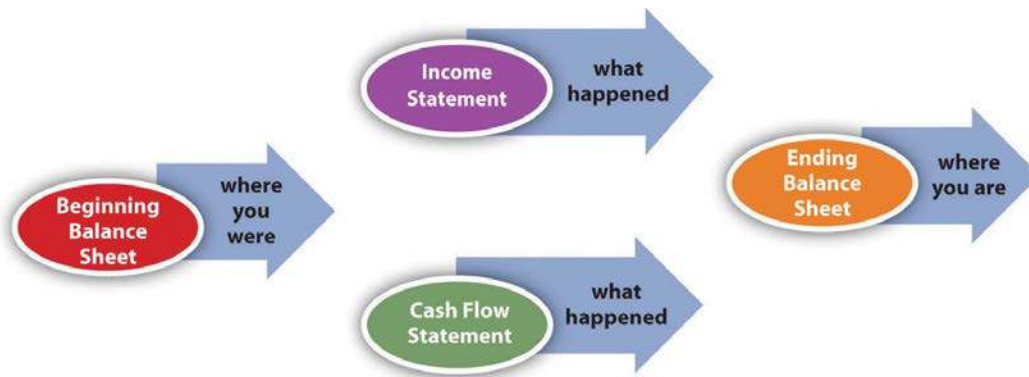 Beginning
Balance
Sheet
where
you
were
Income
Statement
what
happened
Cash Flow
Statement
what
happened
Ending
Balance
Sheet
where
you are